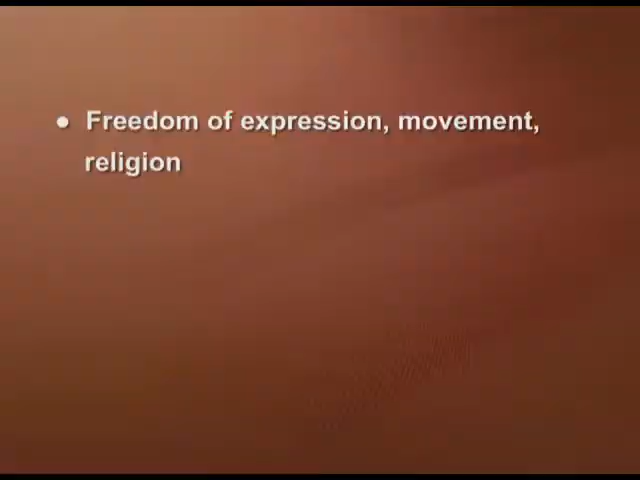 • Freedom of expression, movement,
religion